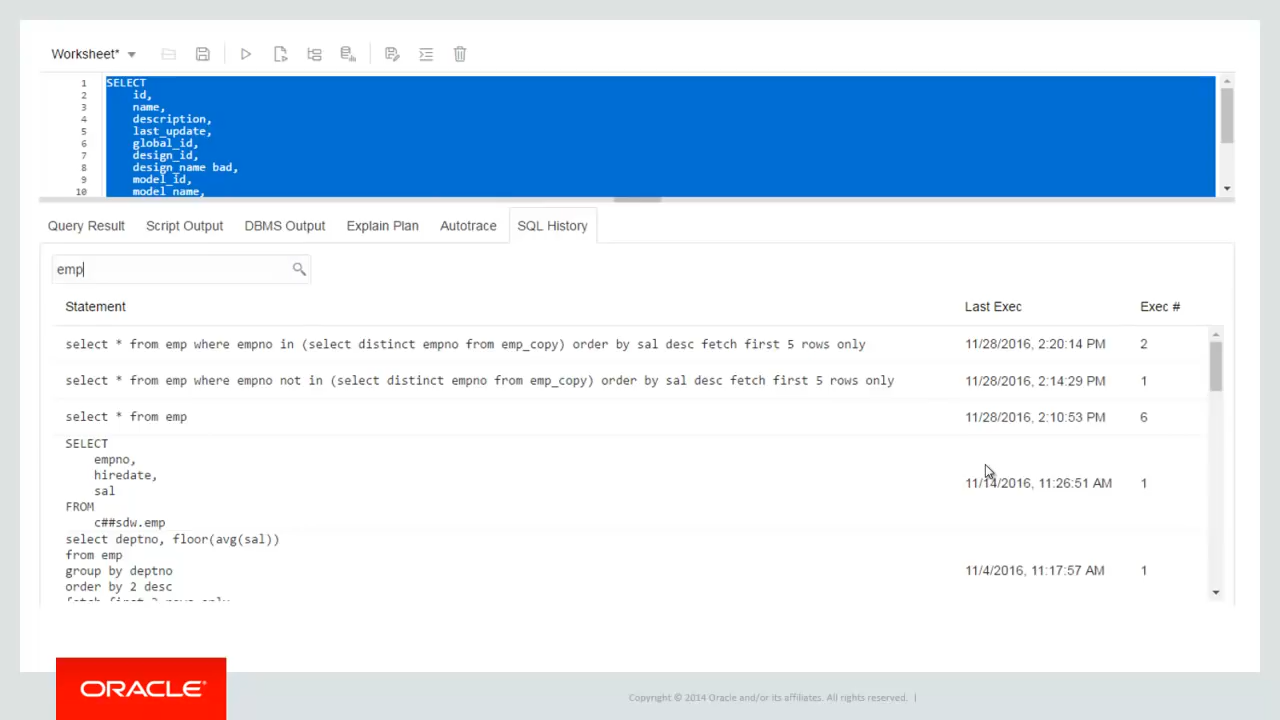 Worksheet*
1 SELECT
2 id,
3 name,
4 description,
5 last_update,
6 global_id,
7 design_id,
8 design_name bad,
9 model_id,
10 model_name,
Query Result Script Output DBMS Output Explain Plan Autotrace SQL History
emp
Statement Last Exec Exec #
select * from emp where empno in (select distinct empno from emp_copy) order by sal desc fetch first 5 rows only 11/28/2016, 2:20:14 PM 2
select * from emp where empno not in (select distinct empno from emp_copy) order by sal desc fetch first 5 rows only 11/28/2016, 2:14:29 PM 1
select * from emp 11/28/2016, 2:10:53 PM 6
SELECT
empno,
hiredate,
sal 11/14/2016, 11:26:51 AM 1
FROM
c##sdw.emp
select deptno, floor(avg(sal))
from emp
group by deptno 11/4/2016, 11:17:57 AM 1
order by 2 desc
ORACLE®
Copyright © 2014 Oracle and/or its affiliates. All rights reserved. |